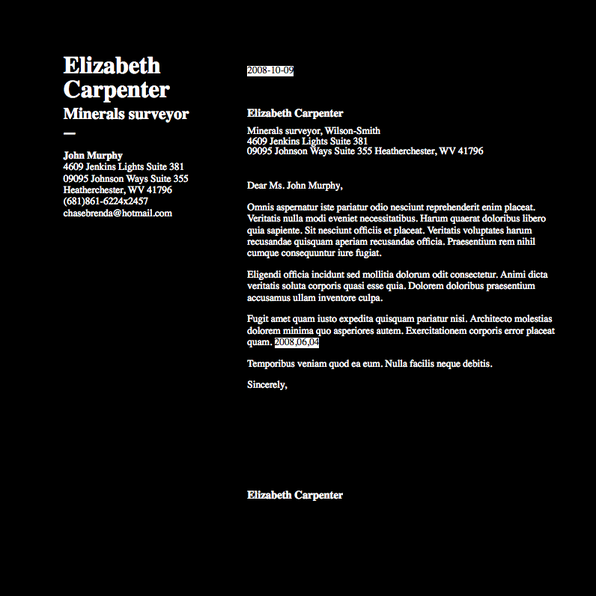 Elizabeth
Carpenter
Minerals surveyor
—
John Murphy
4609 Jenkins Lights Suite 381
09095 Johnson Ways Suite 355
Heatherchester, WV 41796
(681)861-6224x2457
chasebrenda@hotmail.com
2008-10-09
Elizabeth Carpenter
Minerals surveyor, Wilson-Smith
4609 Jenkins Lights Suite 381
09095 Johnson Ways Suite 355 Heatherchester, WV 41796
Dear Ms. John Murphy,
Omnis aspernatur iste pariatur odio nesciunt reprehenderit enim placeat.
Veritatis nulla modi eveniet necessitatibus. Harum quaerat doloribus libero
quia sapiente. Sit nesciunt officiis et placeat. Veritatis voluptates harum
recusandae quisquam aperiam recusandae officia. Praesentium rem nihil
cumque consequuntur iure fugiat.
Eligendi officia incidunt sed mollitia dolorum odit consectetur. Animi dicta
veritatis soluta corporis quasi esse quia. Dolorem doloribus praesentium
accusamus ullam inventore culpa.
Fugit amet quam iusto expedita quisquam pariatur nisi. Architecto molestias
dolorem minima quo asperiores autem. Exercitationem corporis error placeat
quam. 2008,06,04
Temporibus veniam quod ea eum. Nulla facilis neque debitis.
Sincerely,
Elizabeth Carpenter